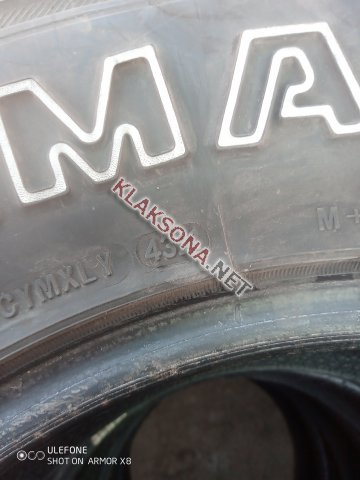 MA
KLAKSONA.NET
M+
CYMXLY
ULEFONE
SHOT ON ARMOR X8